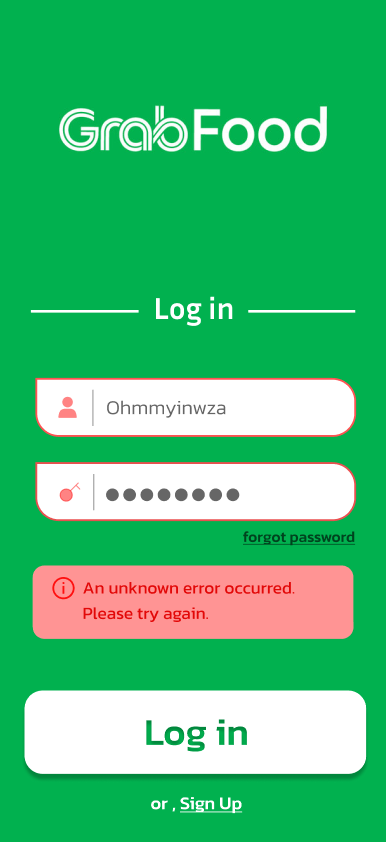 GrabFood
Log in
Ohmmyinwza
forgot password
An unknown error occurred.
Please try again.
Log in
or , Sign Up